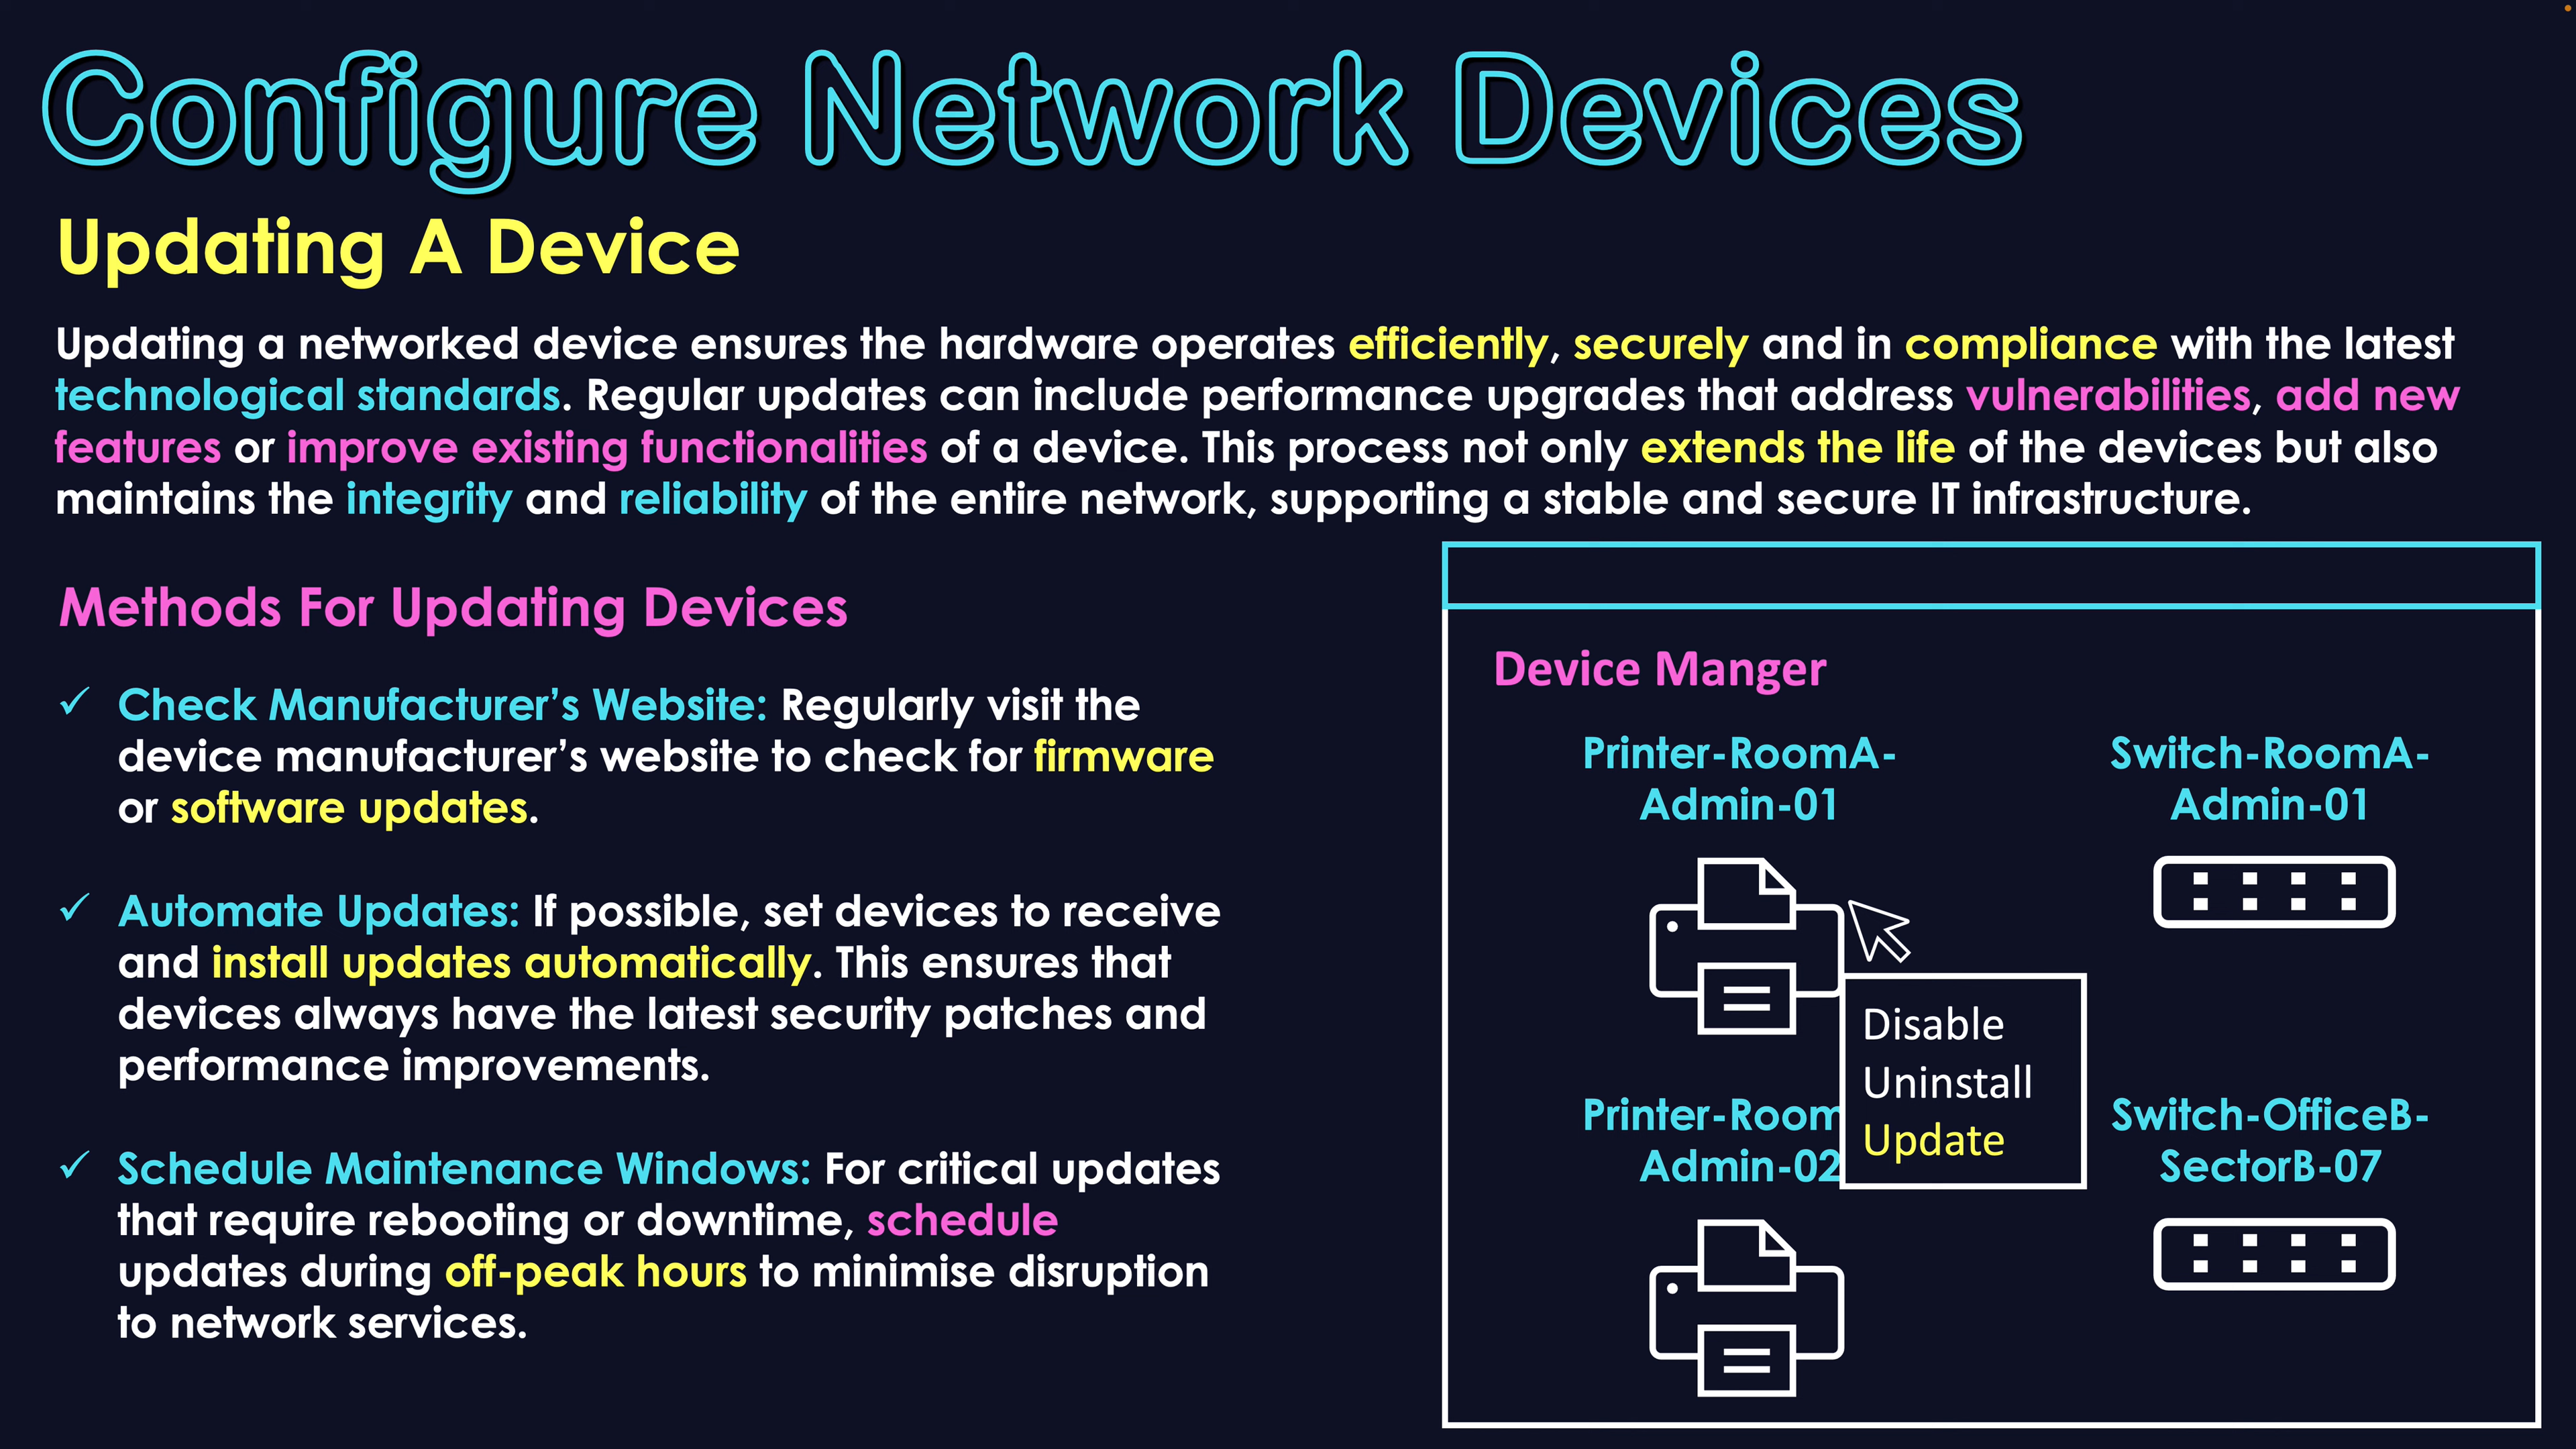 Configure Network Devices
Updating A Device
Updating a networked device ensures the hardware operates efficiently, securely and in compliance with the latest
technological standards. Regular updates can include performance upgrades that address vulnerabilities, add new
features or improve existing functionalities of a device. This process not only extends the life of the devices but also
maintains the integrity and reliability of the entire network, supporting a stable and secure IT infrastructure.
Methods For Updating Devices
✓ Check Manufacturer’s Website: Regularly visit the
device manufacturer’s website to check for firmware
or software updates.
✓ Automate Updates: If possible, set devices to receive
and install updates automatically. This ensures that
devices always have the latest security patches and
performance improvements.
✓ Schedule Maintenance Windows: For critical updates
that require rebooting or downtime, schedule
updates during off-peak hours to minimise disruption
to network services.
Device Manger
Printer-RoomA-
Admin-01
Switch-RoomA-
Admin-01
Disable
Uninstall
Update
Printer-Room
Admin-02
Switch-OfficeB-
SectorB-07